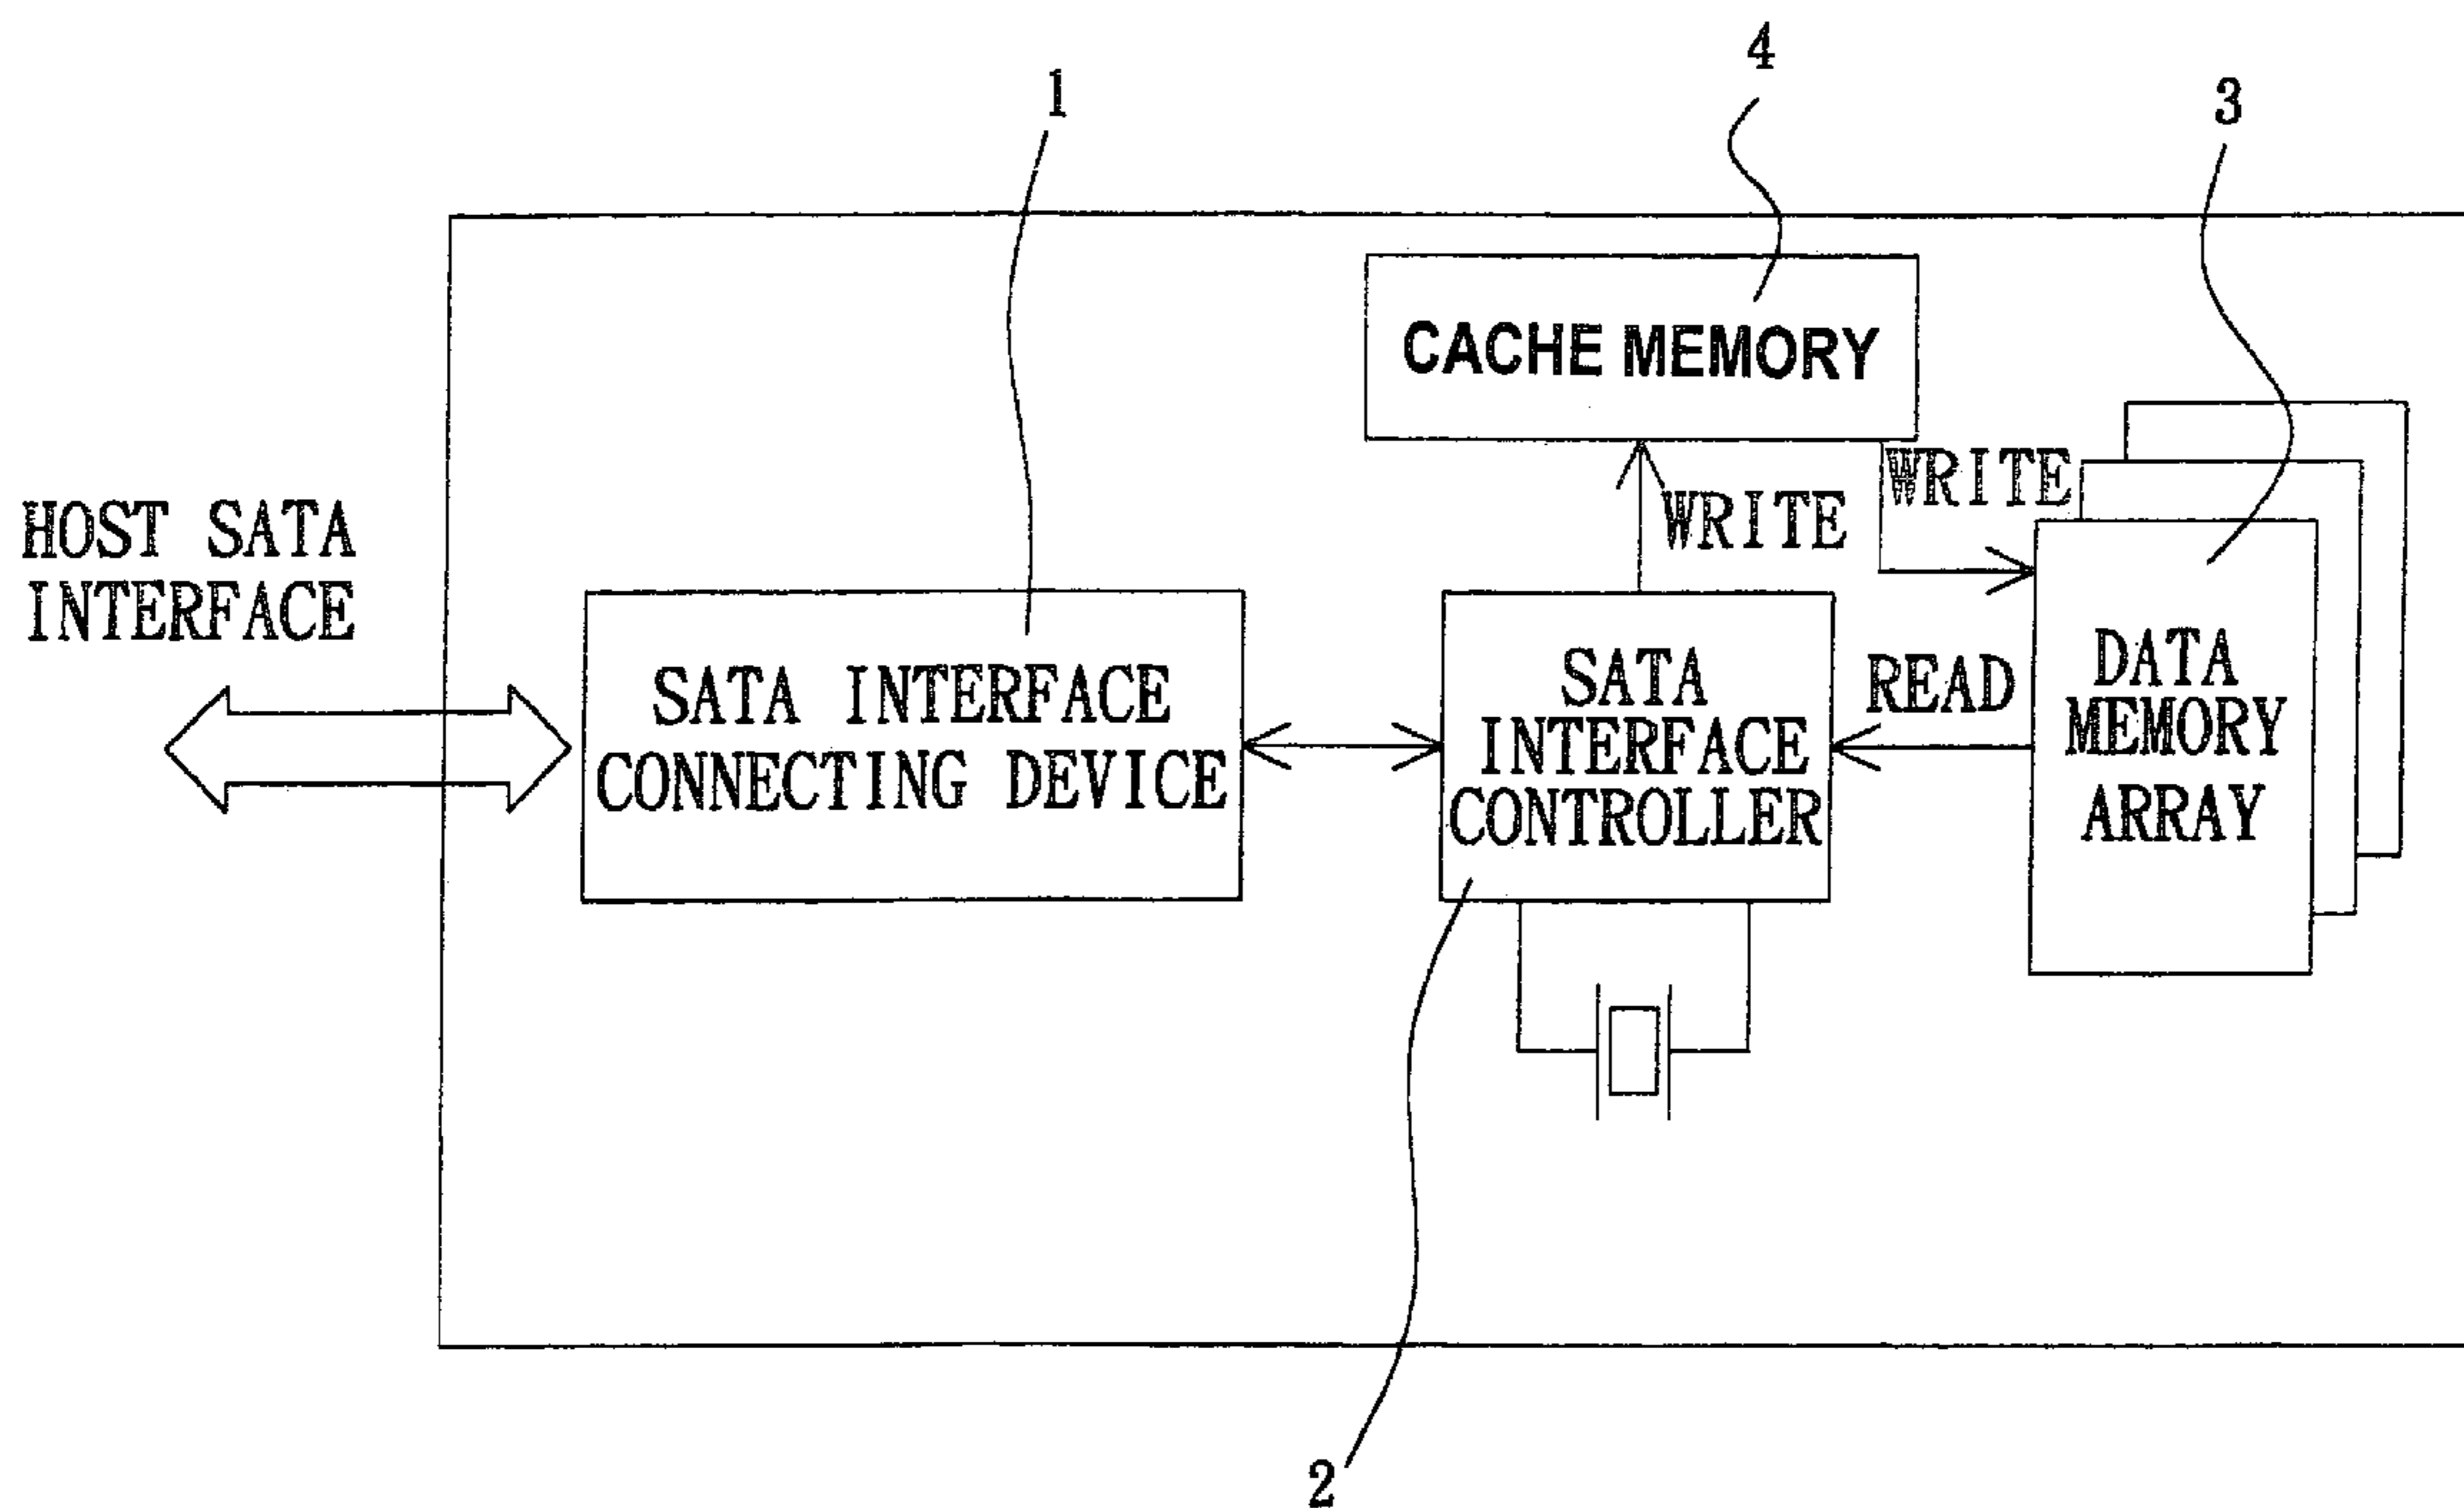 4
1
3
CACHE MEMORY
WRITE
WRITE
HOST SATA
INTERFACE
SATA INTERFACE
CONNECTING DEVICE
SATA
INTERFACE
CONTROLLER
READ
DATA
MEMORY
ARRAY
2